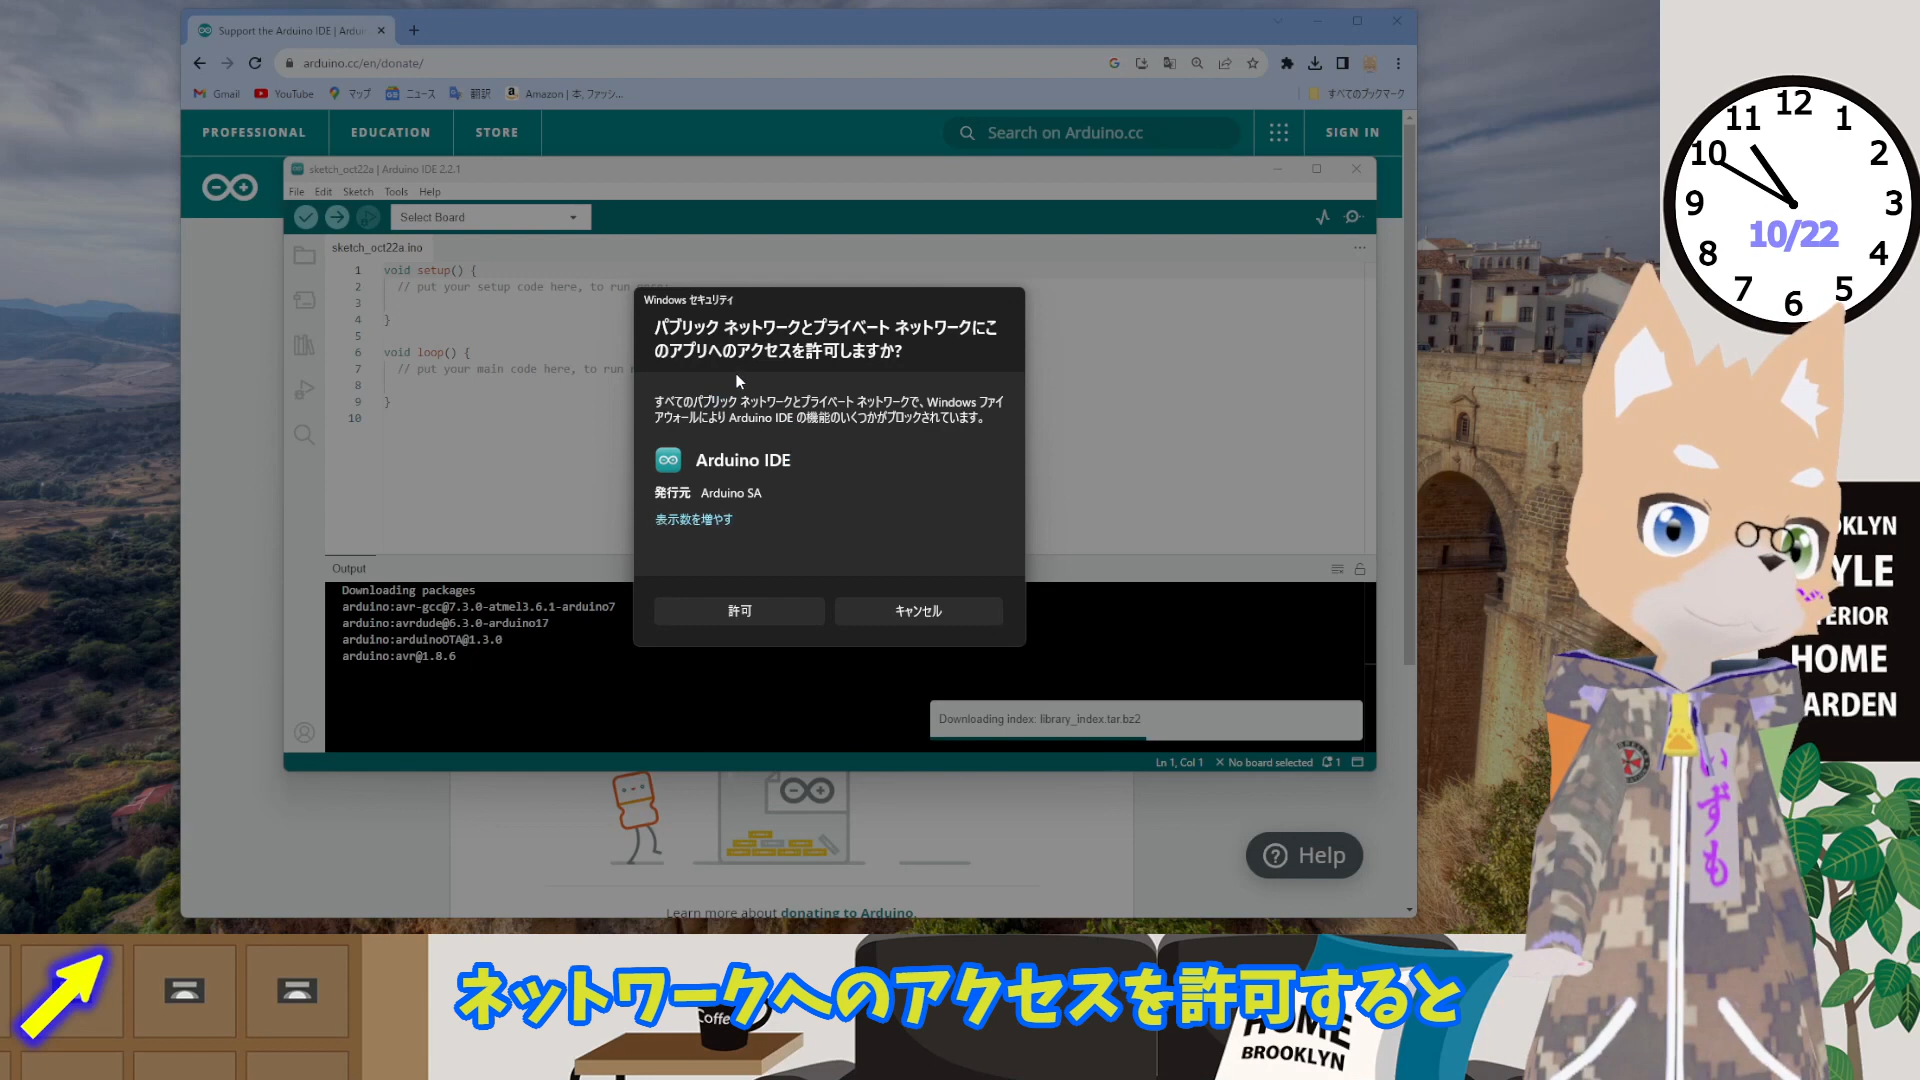 Support the Arduino IDE | Ardui
arduino.cc/en/donate/
Gmail
YouTube
マップ
ニュース
翻訳
Amazon | 本, ファッシ...
すべてのブックマーク
PROFESSIONAL
EDUCATION
STORE
Search on Arduino.cc
SIGN IN
sketch_oct22a | Arduino IDE 2.2.1
File Edit Sketch Tools Help
Select Board
sketch_oct22a.ino
1 void setup() {
2 // put your setup code here, to run once:
3
4 }
5
6 void loop() {
7 // put your main code here, to run
8
9 }
10
Windows セキュリティ
パブリック ネットワークとプライベート ネットワークにこ
のアプリへのアクセスを許可しますか?
すべてのパブリック ネットワークとプライベート ネットワークで、Windows ファイ
アウォールにより Arduino IDE の機能のいくつかがブロックされています。
Arduino IDE
発行元 Arduino SA
表示数を増やす
許可
キャンセル
Output
Downloading packages
arduino:avr-gcc@7.3.0-atmel3.6.1-arduino7
arduino:avrdude@6.3.0-arduino17
arduino:arduinoOTA@1.3.0
arduino:avr@1.8.6
Downloading index: library_index.tar.bz2
Ln 1, Col 1
No board selected
1
Learn more about donating to Arduino.
Help
12
1
2
3
4
5
6
7
8
9
10
11
10/22
OKLYN
YLE
TERIOR
HOME
ARDEN
いずも
Coffe
HOME
BROOKLYN
ネットワークへのアクセスを許可すると